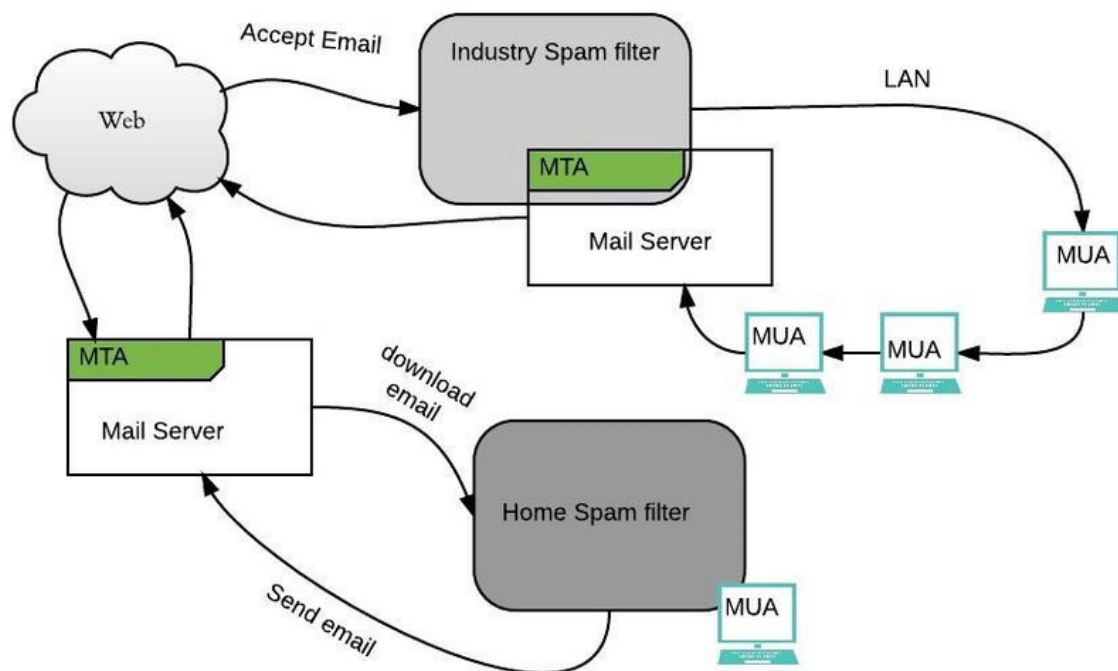 Accept Email
Industry Spam filter
LAN
Web
MTA
Mail Server
MUA
MUA
MUA
MTA
Mail Server
download
email
Home Spam filter
Send email
MUA